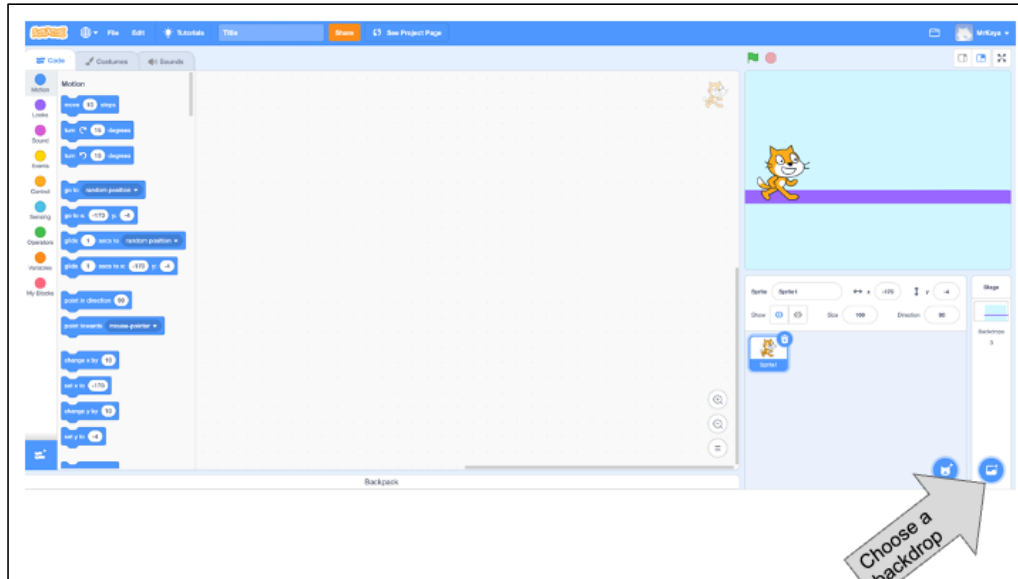 SCRATCH File Edit Tutorials Title Share See Project Page MrKaye
Code Costumes Sounds
Motion
Looks
Sound
Events
Control
Sensing
Operators
Variables
My Blocks
Motion
move 10 steps
turn 15 degrees
turn 15 degrees
go to random position
go to x: -173 y: -4
glide 1 secs to random position
glide 1 secs to x: -173 y: -4
point in direction 90
point towards mouse-pointer
change x by 10
set x to -173
change y by 10
set y to -4
Backpack
Sprite Sprite1 x y -4
Show Size 100 Direction 90
Sprite1
Stage
Backdrops
Choose a
backdrop